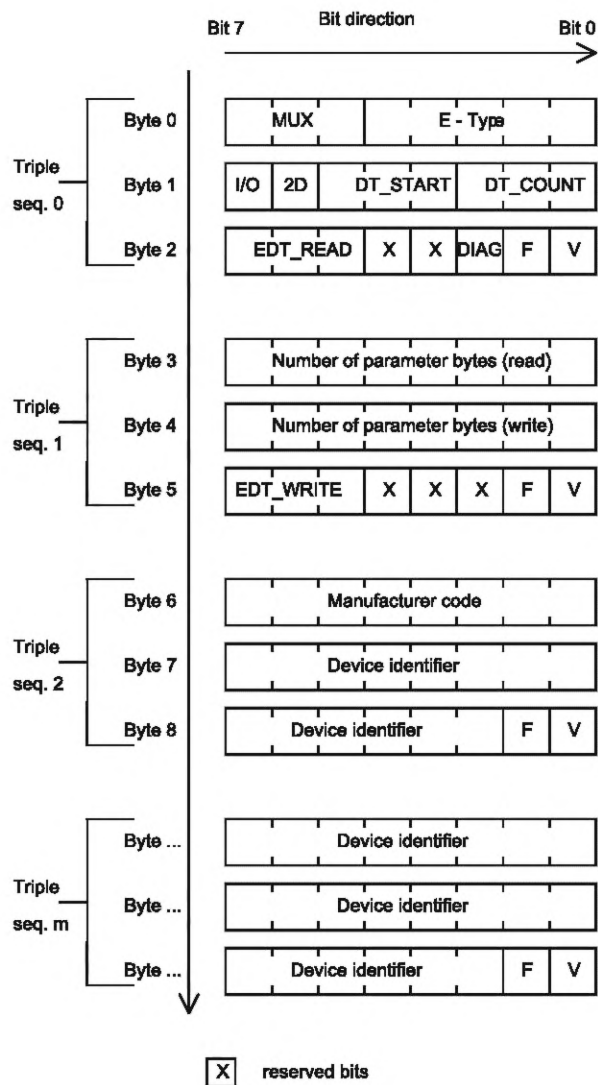 Bit direction
Bit 7 Bit 0
Byte 0 MUX E - Type
Triple seq. 0
Byte 1 I/O 2D DT_START DT_COUNT
Byte 2 EDT_READ X X DIAG F V
Byte 3 Number of parameter bytes (read)
Triple seq. 1
Byte 4 Number of parameter bytes (write)
Byte 5 EDT_WRITE X X X F V
Byte 6 Manufacturer code
Triple seq. 2
Byte 7 Device identifier
Byte 8 Device identifier F V
Byte ... Device identifier
Triple seq. m
Byte ... Device identifier
Byte ... Device identifier F V
X reserved bits